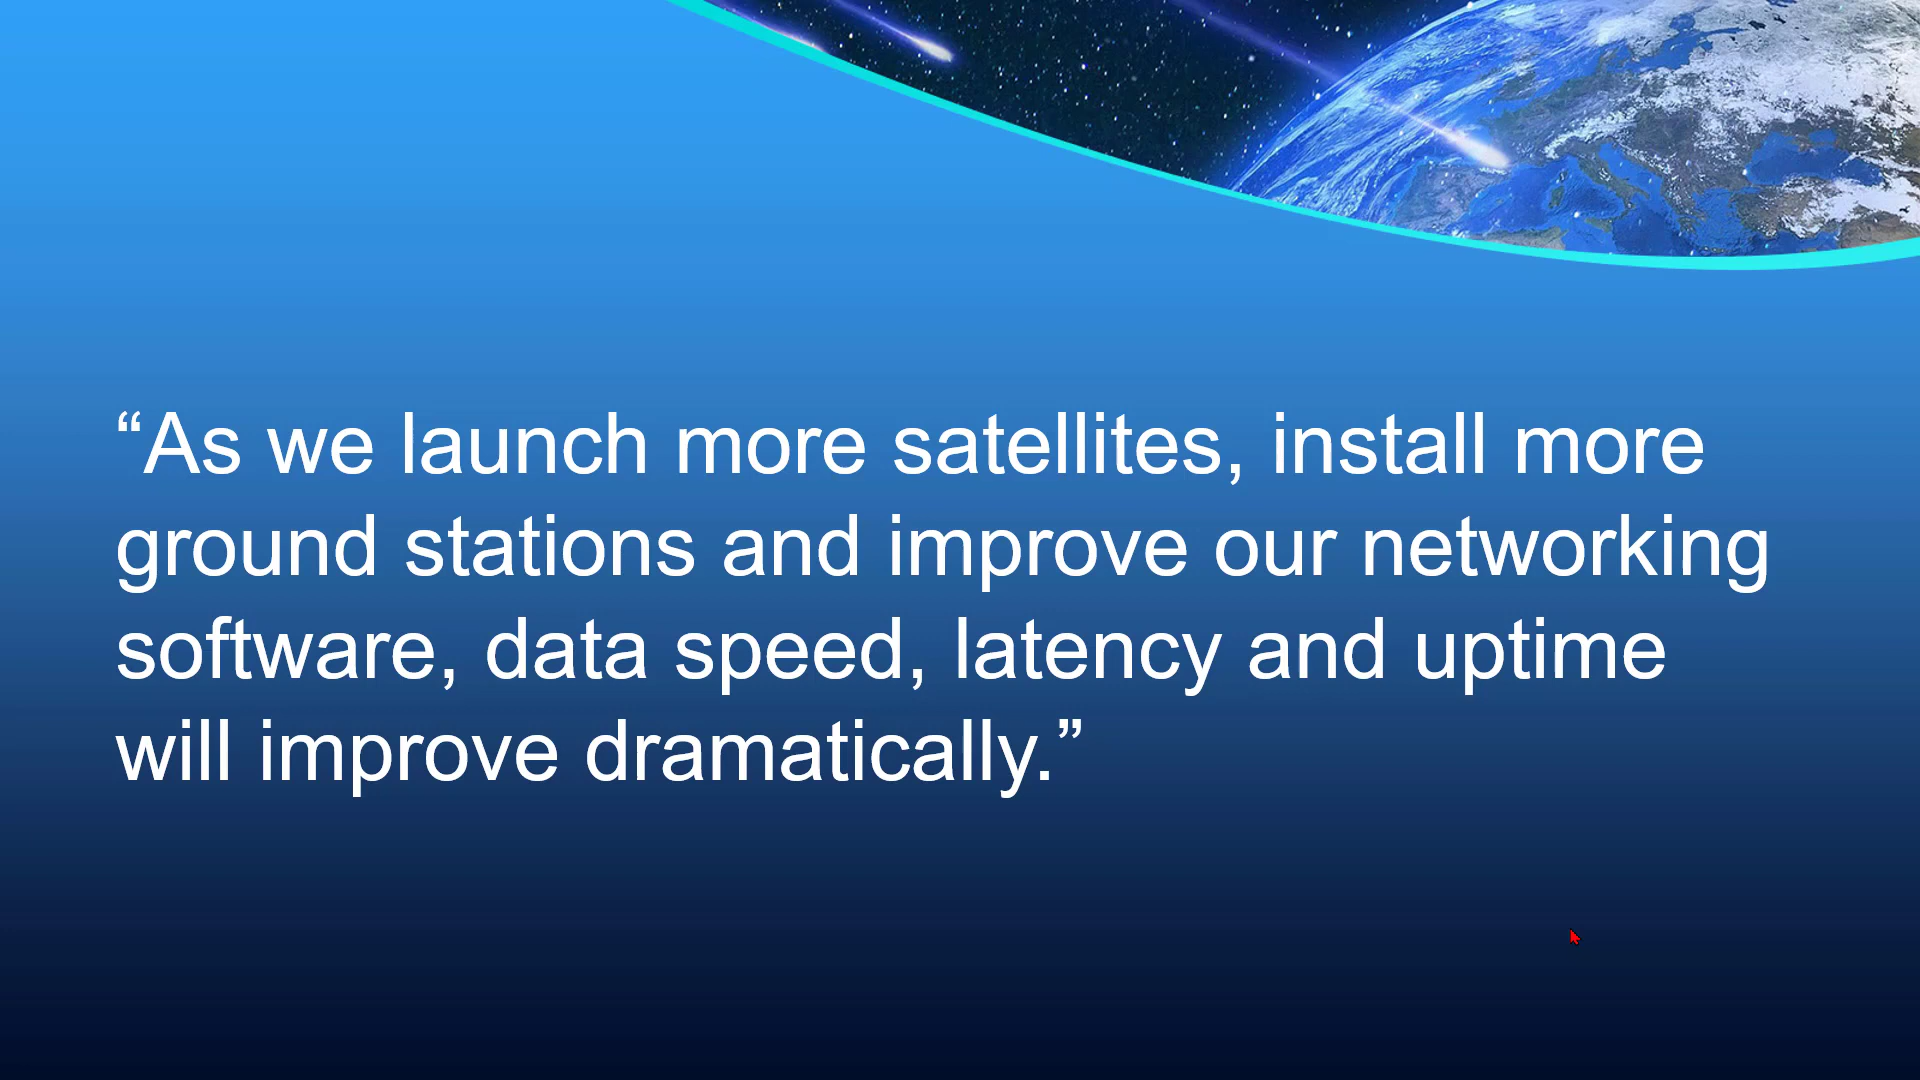 “As we launch more satellites, install more
ground stations and improve our networking
software, data speed, latency and uptime
will improve dramatically.”